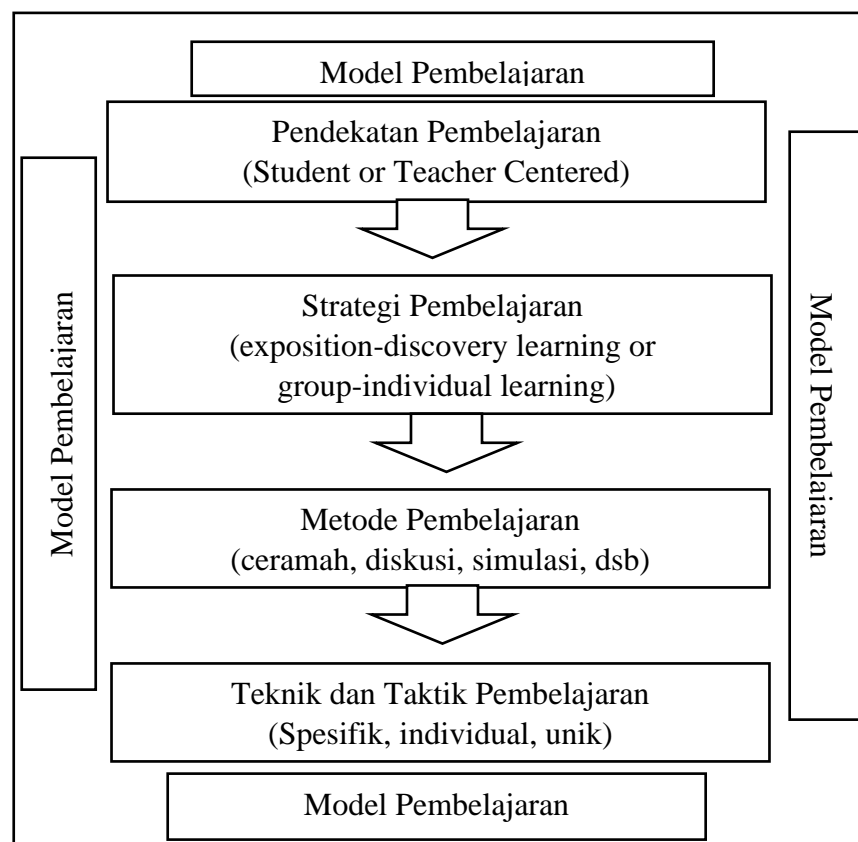 Model Pembelajaran
Pendekatan Pembelajaran
(Student or Teacher Centered)
Model Pembelajaran
Strategi Pembelajaran
(exposition-discovery learning or
group-individual learning)
Model Pembelajaran
Metode Pembelajaran
(ceramah, diskusi, simulasi, dsb)
Teknik dan Taktik Pembelajaran
(Spesifik, individual, unik)
Model Pembelajaran